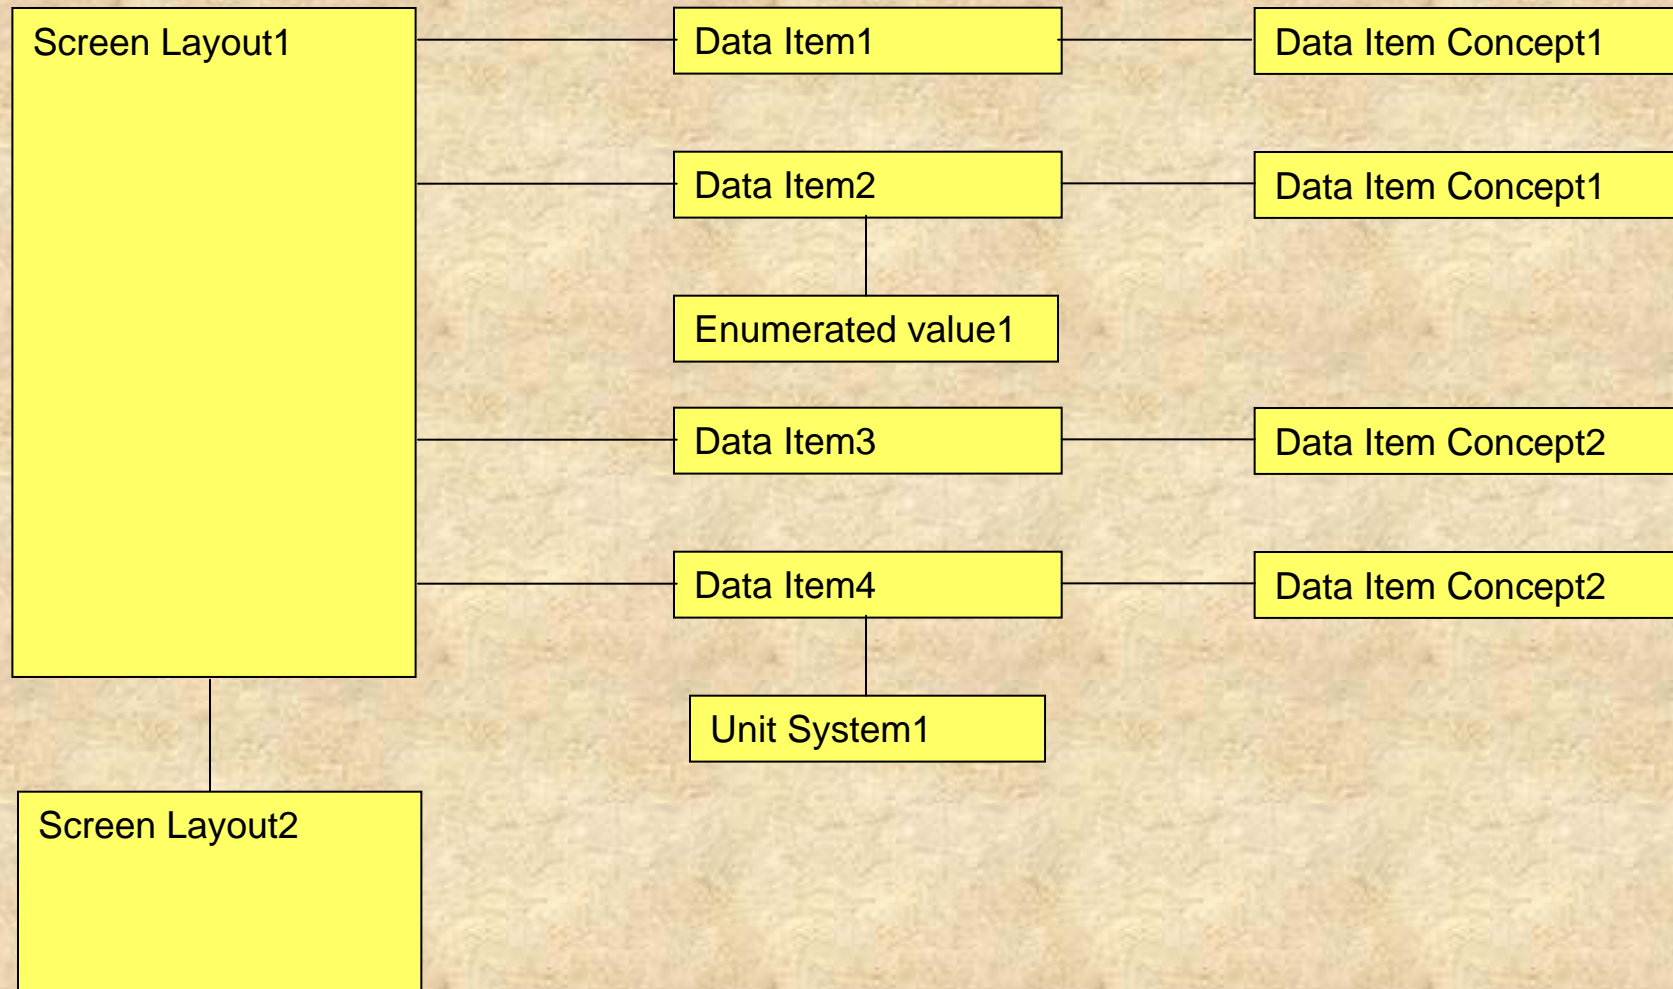 Screen Layout1
Data Item1
Data Item Concept1
Data Item2
Data Item Concept1
Enumerated value1
Data Item3
Data Item Concept2
Data Item4
Data Item Concept2
Unit System1
Screen Layout2